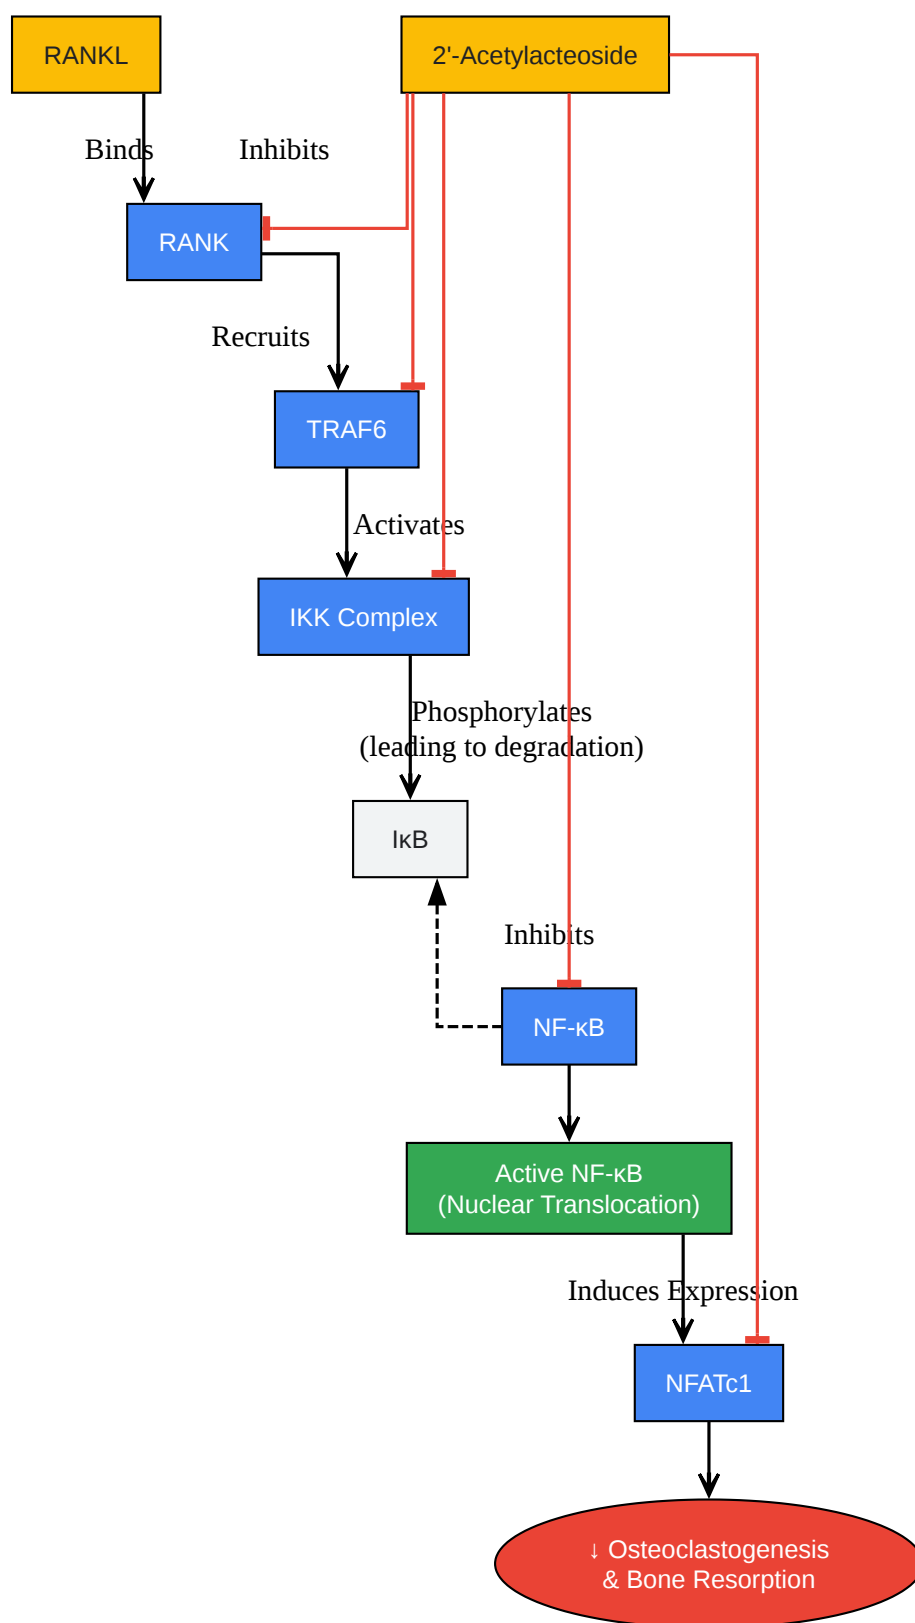 RANKL
2'-Acetylacteoside
Binds
Inhibits
RANK
Recruits
TRAF6
Activates
IKK Complex
Phosphorylates
(leading to degradation)
IκB
Inhibits
NF-κB
Active NF-κB
(Nuclear Translocation)
Induces Expression
NFATc1
↓ Osteoclastogenesis
& Bone Resorption